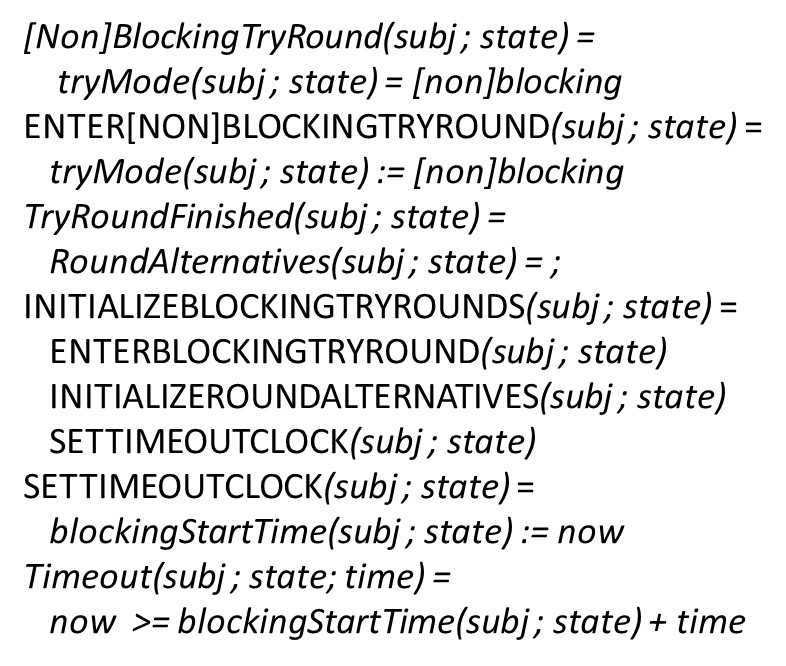 [Non]BlockingTryRound(subj ; state) =
tryMode(subj ; state) = [non]blocking
ENTER[NON]BLOCKINGTRYROUND(subj ; state) =
tryMode(subj ; state) := [non]blocking
TryRoundFinished(subj ; state) =
RoundAlternatives(subj ; state) = ;
INITIALIZEBLOCKINGTRYROUNDS(subj ; state) =
ENTERBLOCKINGTRYROUND(subj ; state)
INITIALIZEROUNDALTERNATIVES(subj ; state)
SETTIMEOUTCLOCK(subj ; state)
SETTIMEOUTCLOCK(subj ; state) =
blockingStartTime(subj ; state) := now
Timeout(subj ; state; time) =
now >= blockingStartTime(subj ; state) + time